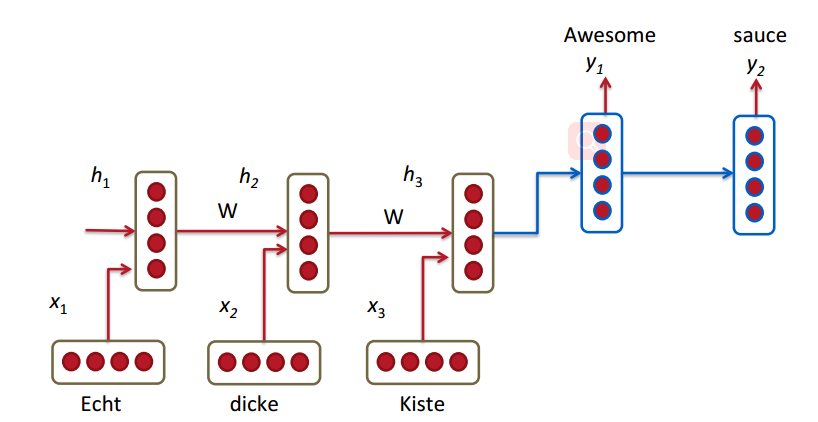 Awesome sauce
y1 y2
h1 h2 h3
W W
x1 x2 x3
Echt dicke Kiste